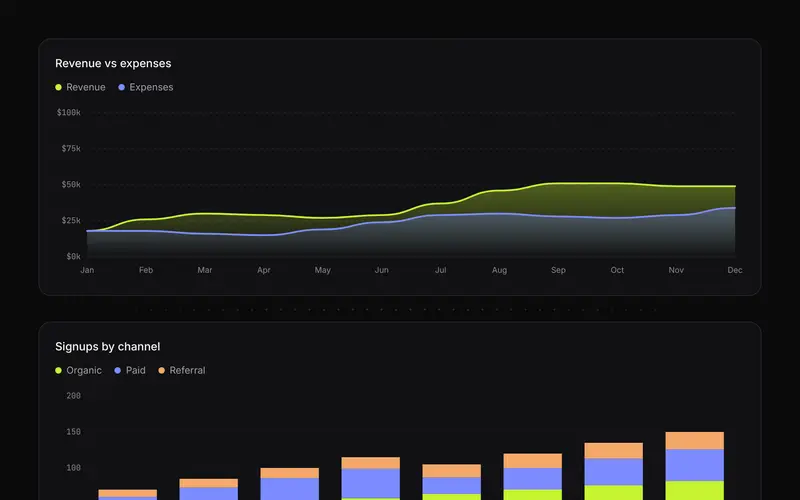 Revenue vs expenses
Revenue Expenses
$100k
$75k
$50k
$25k
$0k
Jan Feb Mar Apr May Jun Jul Aug Sep Oct Nov Dec
Signups by channel
Organic Paid Referral
200
150
100